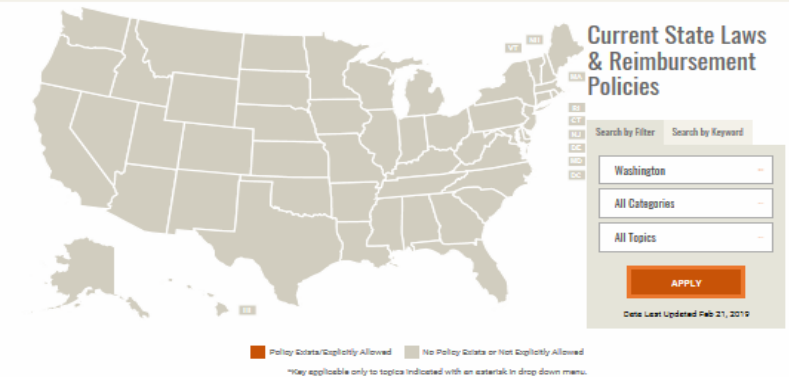 Current State Laws
& Reimbursement
Policies
VT
NH
MA
RI
CT
NJ
DE
MD
DC
HI
Search by Filter
Search by Keyword
Washington
All Categories
All Topics
APPLY
Data Last Updated Feb 21, 2019
Policy Exists/Explicitly Allowed
No Policy Exists or Not Explicitly Allowed
*Key applicable only to topics indicated with an asterisk in drop down menu.